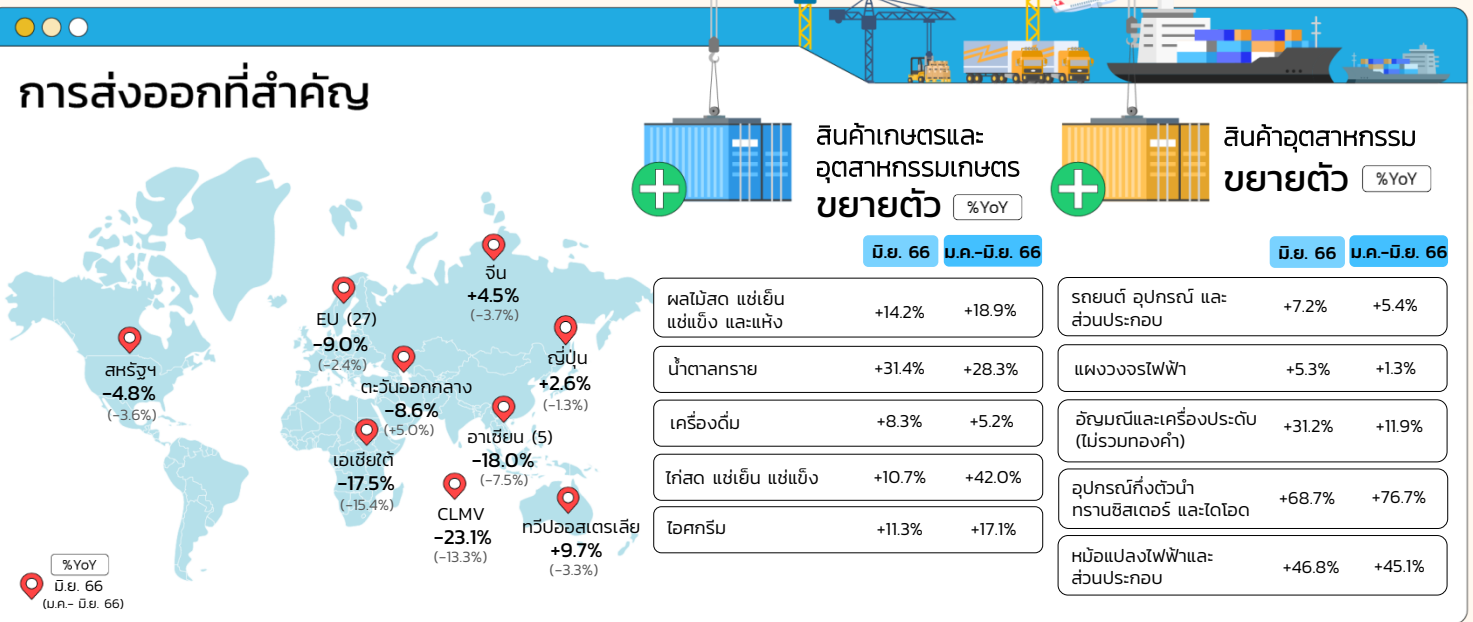 การส่งออกที่สำคัญ
สหรัฐฯ
-4.8%
(-3.6%)
EU (27)
-9.0%
(-2.4%)
จีน
+4.5%
(-3.7%)
ญี่ปุ่น
+2.6%
(-1.3%)
ตะวันออกกลาง
-8.6%
(+5.0%)
เอเชียใต้
-17.5%
(-15.4%)
อาเซียน (5)
-18.0%
(-7.5%)
CLMV
-23.1%
(-13.3%)
ทวีปออสเตรเลีย
+9.7%
(-3.3%)
%YoY
มิ.ย. 66
(ม.ค.- มิ.ย. 66)
สินค้าเกษตรและ
อุตสาหกรรมเกษตร
ขยายตัว %YoY
มิ.ย. 66 ม.ค.-มิ.ย. 66
ผลไม้สด แช่เย็น
แช่แข็ง และแห้ง +14.2% +18.9%
น้ำตาลทราย +31.4% +28.3%
เครื่องดื่ม +8.3% +5.2%
ไก่สด แช่เย็น แช่แข็ง +10.7% +42.0%
ไอศกรีม +11.3% +17.1%
สินค้าอุตสาหกรรม
ขยายตัว %YoY
มิ.ย. 66 ม.ค.-มิ.ย. 66
รถยนต์ อุปกรณ์ และ
ส่วนประกอบ +7.2% +5.4%
แผงวงจรไฟฟ้า +5.3% +1.3%
อัญมณีและเครื่องประดับ
(ไม่รวมทองคำ) +31.2% +11.9%
อุปกรณ์กึ่งตัวนำ
ทรานซิสเตอร์ และไดโอด +68.7% +76.7%
หม้อแปลงไฟฟ้าและ
ส่วนประกอบ +46.8% +45.1%